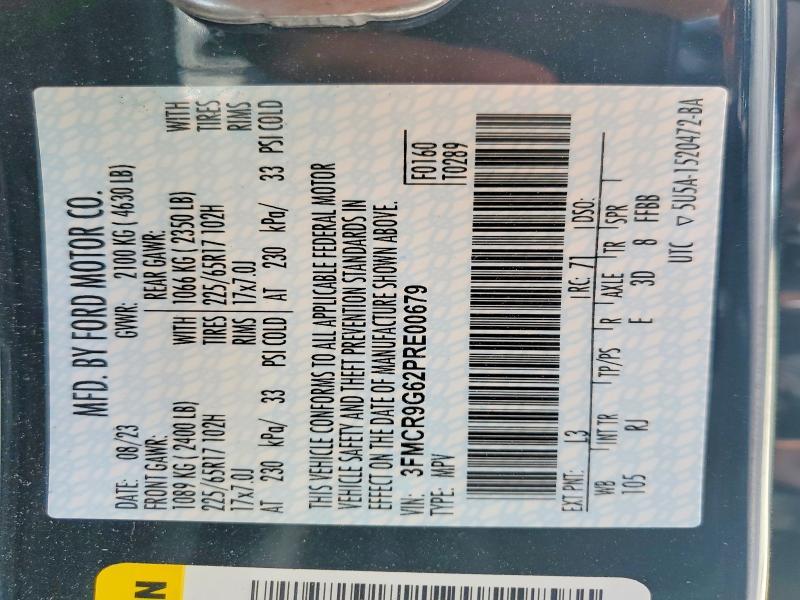 MFD. BY FORD MOTOR CO.
DATE: 08/23 GVWR: 2100 KG ( 4630 LB)
FRONT GAWR: REAR GAWR:
1089 KG ( 2400 LB) WITH 1066 KG ( 2350 LB) WITH
225/65R17 102H TIRES 225/65R17 102H TIRES
17x7.0J RIMS 17x7.0J RIMS
AT 230 kPa/ 33 PSI COLD AT 230 kPa/ 33 PSI COLD
THIS VEHICLE CONFORMS TO ALL APPLICABLE FEDERAL MOTOR
VEHICLE SAFETY AND THEFT PREVENTION STANDARDS IN
EFFECT ON THE DATE OF MANUFACTURE SHOWN ABOVE.
VIN: 3FMCR9G62PRE00679 F0160
TYPE: MPV T0289
EXT PNT: L3 RC: 71 DSO:
WB INT TR TP/PS R AXLE TR SPR
105 RJ E 3D 8 FFBB
UTC ▽ 5U5A-1520472-BA
N